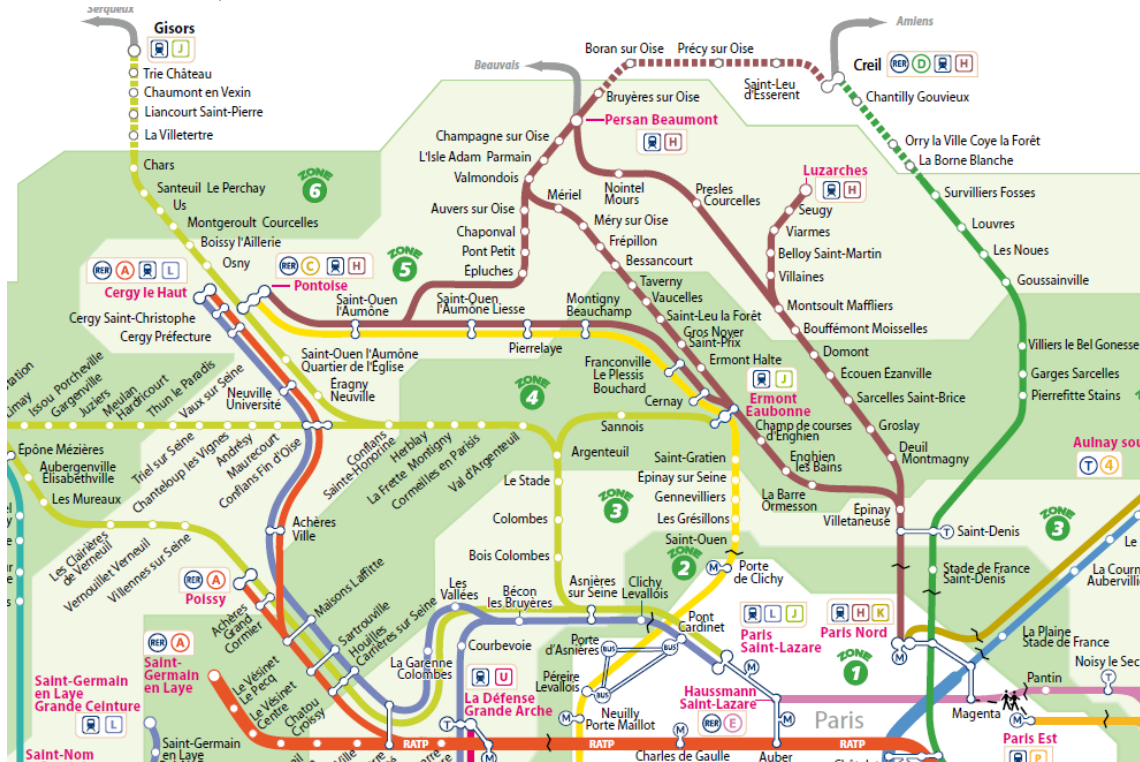 Serqueux
Gisors
J
Trie Château
Chaumont en Vexin
Liancourt Saint-Pierre
La Villetertre
Chars
Santeuil Le Perchay
Us
Montgeroult Courcelles
Boissy l'Aillerie
Osny
ZONE
6
RER A L
Cergy le Haut
Cergy Saint-Christophe
Cergy Préfecture
RER C H
Pontoise
ZONE
5
Beauvais
Boran sur Oise
Précy sur Oise
Saint-Leu
d'Esserent
Amiens
Creil
RER D H
Chantilly Gouvieux
Orry la Ville Coye la Forêt
La Borne Blanche
Survilliers Fosses
Louvres
Les Noues
Goussainville
Villiers le Bel Gonesse
Garges Sarcelles
Pierrefitte Stains
Bruyères sur Oise
Persan Beaumont
H
Champagne sur Oise
L'Isle Adam Parmain
Valmondois
Auvers sur Oise
Chaponval
Pont Petit
Épluches
Mériel
Méry sur Oise
Frépillon
Bessancourt
Taverny
Vaucelles
Saint-Leu la Forêt
Gros Noyer
Saint-Prix
Ermont Halte
J
Ermont
Eaubonne
Nointel
Mours
Presles
Courcelles
Luzarches
H
Seugy
Viarmes
Belloy Saint-Martin
Villaines
Montsoult Maffliers
Bouffémont Moisselles
Domont
Écouen Ézanville
Sarcelles Saint-Brice
Groslay
Deuil
Montmagny
Saint-Ouen
l'Aumône
Saint-Ouen
l'Aumône Liesse
Pierrelaye
Montigny
Beauchamp
Franconville
Le Plessis
Bouchard
Cernay
Champ de courses
d'Enghien
Enghien
les Bains
La Barre
Ormesson
Épinay
Villetaneuse
Saint-Ouen l'Aumône
Quartier de l'Église
Éragny
Neuville
Neuville
Université
ZONE
4
Sannois
Argenteuil
Saint-Gratien
Épinay sur Seine
Gennevilliers
Les Grésillons
Saint-Ouen
Issou Porcheville
Gargenville
Juziers
Meulan
Hardricourt
Thun le Paradis
Vaux sur Seine
Triel sur Seine
Chanteloup les Vignes
Andrésy
Maurecourt
Conflans Fin d'Oise
Conflans
Sainte-Honorine
Herblay
La Frette Montigny
Cormeilles en Parisis
Val d'Argenteuil
Épône Mézières
Aubergenville
Élisabethville
Les Mureaux
Les Clairières
de Verneuil
Vernouillet Verneuil
Villennes sur Seine
RER A
Poissy
Achères
Ville
Achères
Grand
Cormier
Maisons Laffitte
Sartrouville
Houilles
Carrières sur Seine
Le Stade
Colombes
Bois Colombes
ZONE
3
ZONE
2
Les
Vallées
Bécon
les Bruyères
Asnières
sur Seine
Clichy
Levallois
M
Porte
de Clichy
Pont
Cardinet
La Garenne
Colombes
Courbevoie
U
La Défense
Grande Arche
Porte
d'Asnières
BUS
BUS
BUS
Péreire
Levallois
Neuilly
Porte Maillot
M
L J
Paris
Saint-Lazare
M
Haussmann
Saint-Lazare
RER E
H K
Paris Nord
M
ZONE
1
Paris
T Saint-Denis
Stade de France
Saint-Denis
ZONE
3
Aulnay sou
T 4
Le
La Courn
Auberville
La Plaine
Stade de France
Noisy le Sec
T
Pantin
Magenta
M
Paris Est
P
RER A
Saint-
Germain
en Laye
Saint-Germain
en Laye
Grande Ceinture
L
Saint-Nom
Saint-Germain
en Laye
Le Vésinet
Le Pecq
Le Vésinet
Centre
Chatou
Croissy
RATP
T
M
RATP
M
Charles de Gaulle
M
Auber
RATP